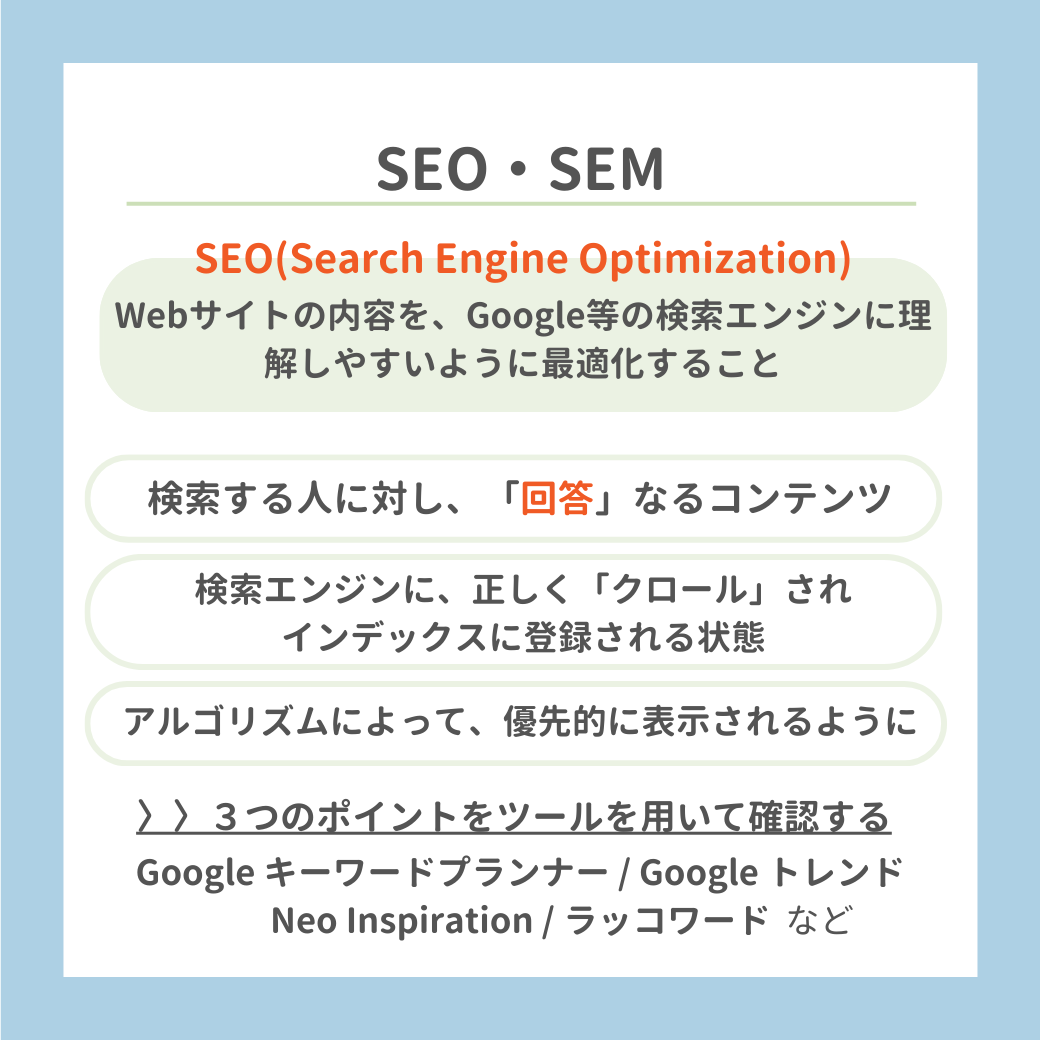 SEO・SEM
SEO(Search Engine Optimization)
Webサイトの内容を、Google等の検索エンジンに理
解しやすいように最適化すること
検索する人に対し、「回答」なるコンテンツ
検索エンジンに、正しく「クロール」され
インデックスに登録される状態
アルゴリズムによって、優先的に表示されるように
〉〉３つのポイントをツールを用いて確認する
Google キーワードプランナー / Google トレンド
Neo Inspiration / ラッコワード など